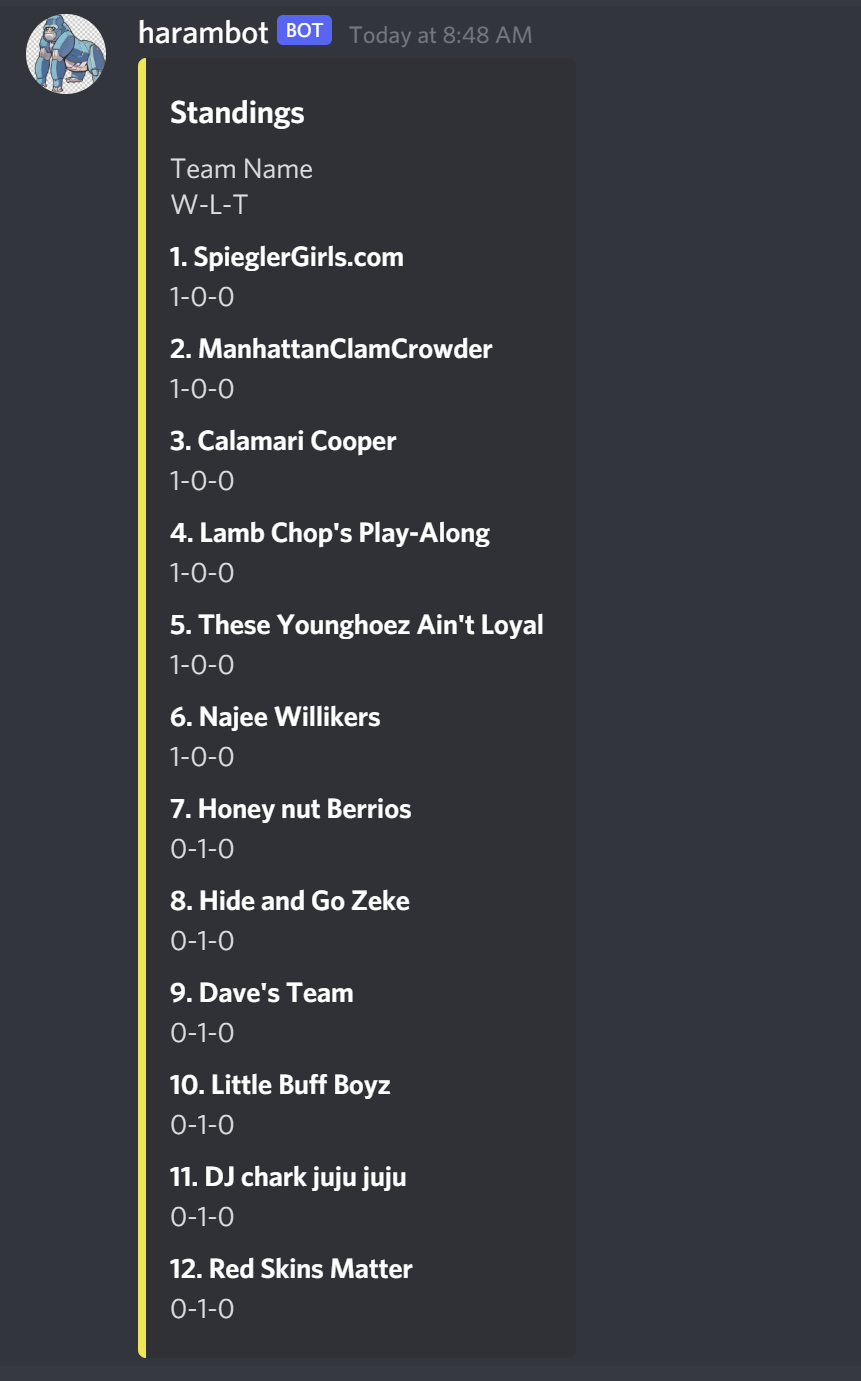 harambot BOT Today at 8:48 AM
Standings
Team Name
W-L-T
1. SpieglerGirls.com
1-0-0
2. ManhattanClamCrowder
1-0-0
3. Calamari Cooper
1-0-0
4. Lamb Chop's Play-Along
1-0-0
5. These Younghoez Ain't Loyal
1-0-0
6. Najee Willikers
1-0-0
7. Honey nut Berrios
0-1-0
8. Hide and Go Zeke
0-1-0
9. Dave's Team
0-1-0
10. Little Buff Boyz
0-1-0
11. DJ chark juju juju
0-1-0
12. Red Skins Matter
0-1-0